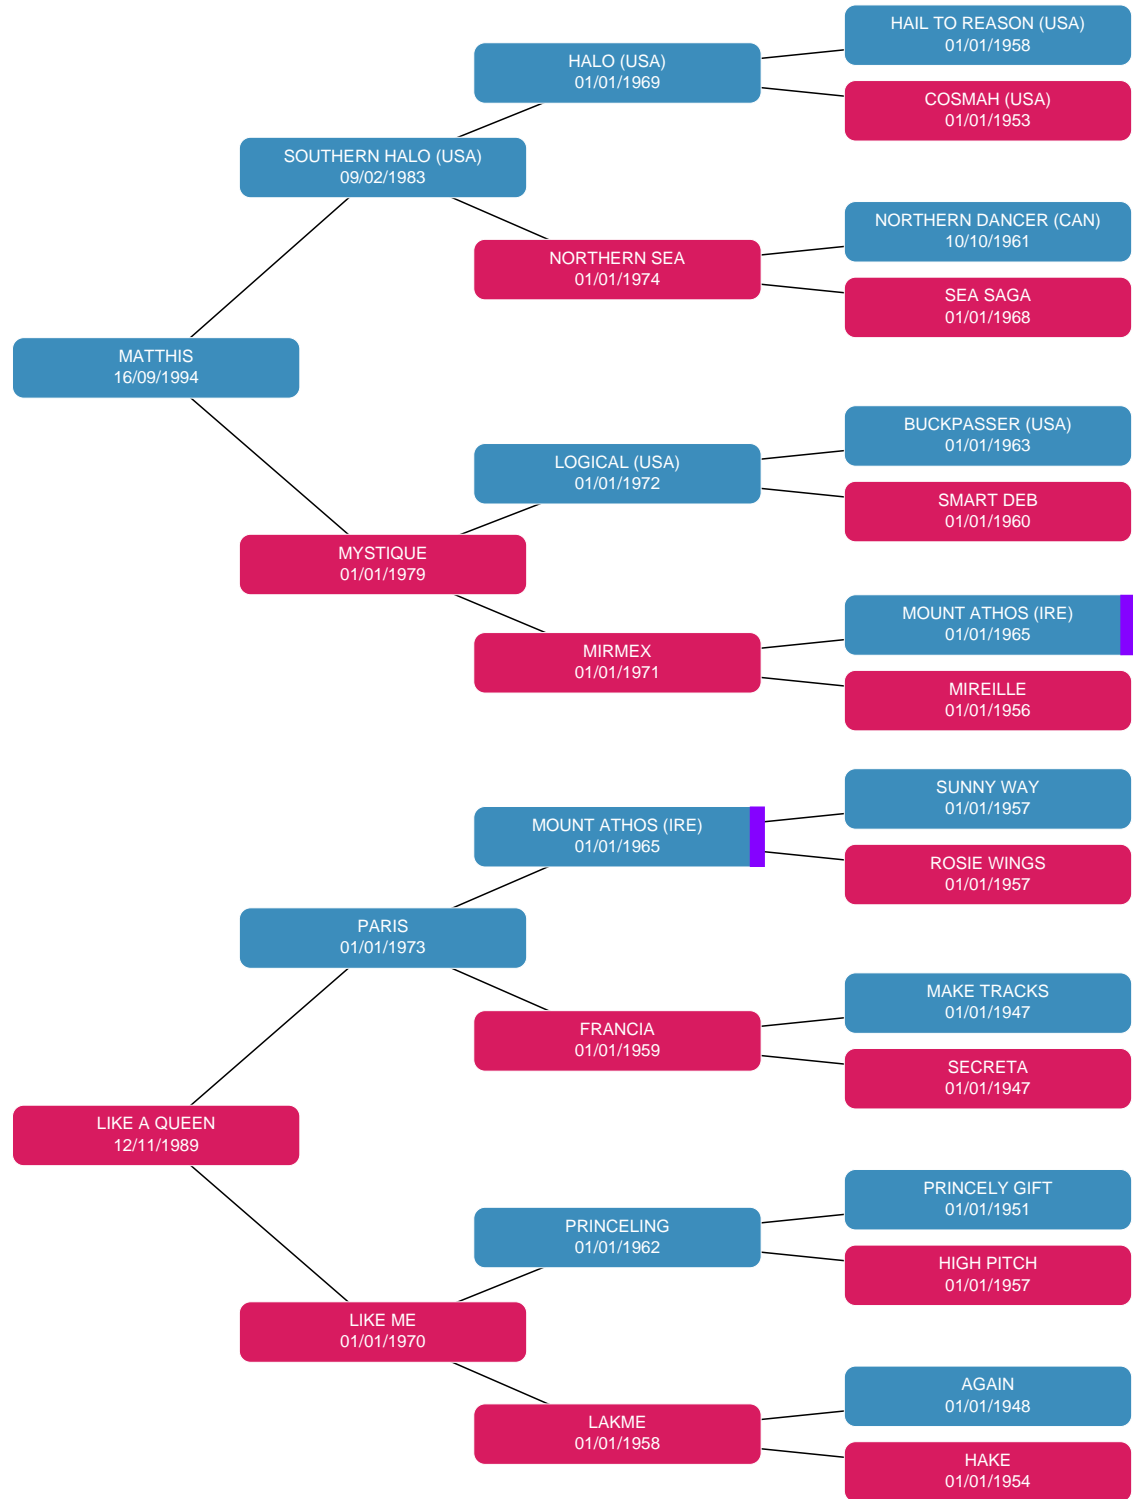 HAIL TO REASON (USA)
01/01/1958
HALO (USA)
01/01/1969
COSMAH (USA)
01/01/1953
SOUTHERN HALO (USA)
09/02/1983
NORTHERN DANCER (CAN)
10/10/1961
NORTHERN SEA
01/01/1974
SEA SAGA
01/01/1968
MATTHIS
16/09/1994
BUCKPASSER (USA)
01/01/1963
LOGICAL (USA)
01/01/1972
SMART DEB
01/01/1960
MYSTIQUE
01/01/1979
MOUNT ATHOS (IRE)
01/01/1965
MIRMEX
01/01/1971
MIREILLE
01/01/1956
SUNNY WAY
01/01/1957
MOUNT ATHOS (IRE)
01/01/1965
ROSIE WINGS
01/01/1957
PARIS
01/01/1973
MAKE TRACKS
01/01/1947
FRANCIA
01/01/1959
SECRETA
01/01/1947
LIKE A QUEEN
12/11/1989
PRINCELY GIFT
01/01/1951
PRINCELING
01/01/1962
HIGH PITCH
01/01/1957
LIKE ME
01/01/1970
AGAIN
01/01/1948
LAKME
01/01/1958
HAKE
01/01/1954